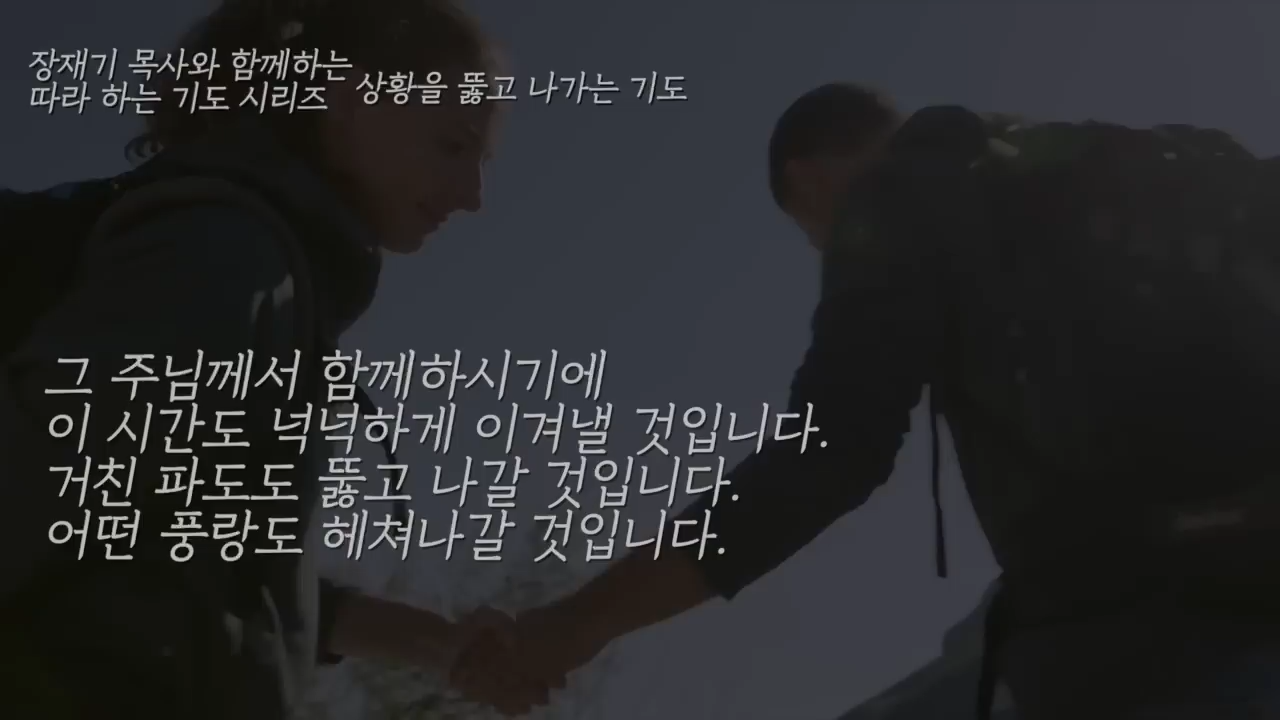 장재기 목사와 함께하는
따라 하는 기도 시리즈
상황을 뚫고 나가는 기도
그 주님께서 함께하시기에
이 시간도 넉넉하게 이겨낼 것입니다.
거친 파도도 뚫고 나갈 것입니다.
어떤 풍랑도 헤쳐나갈 것입니다.